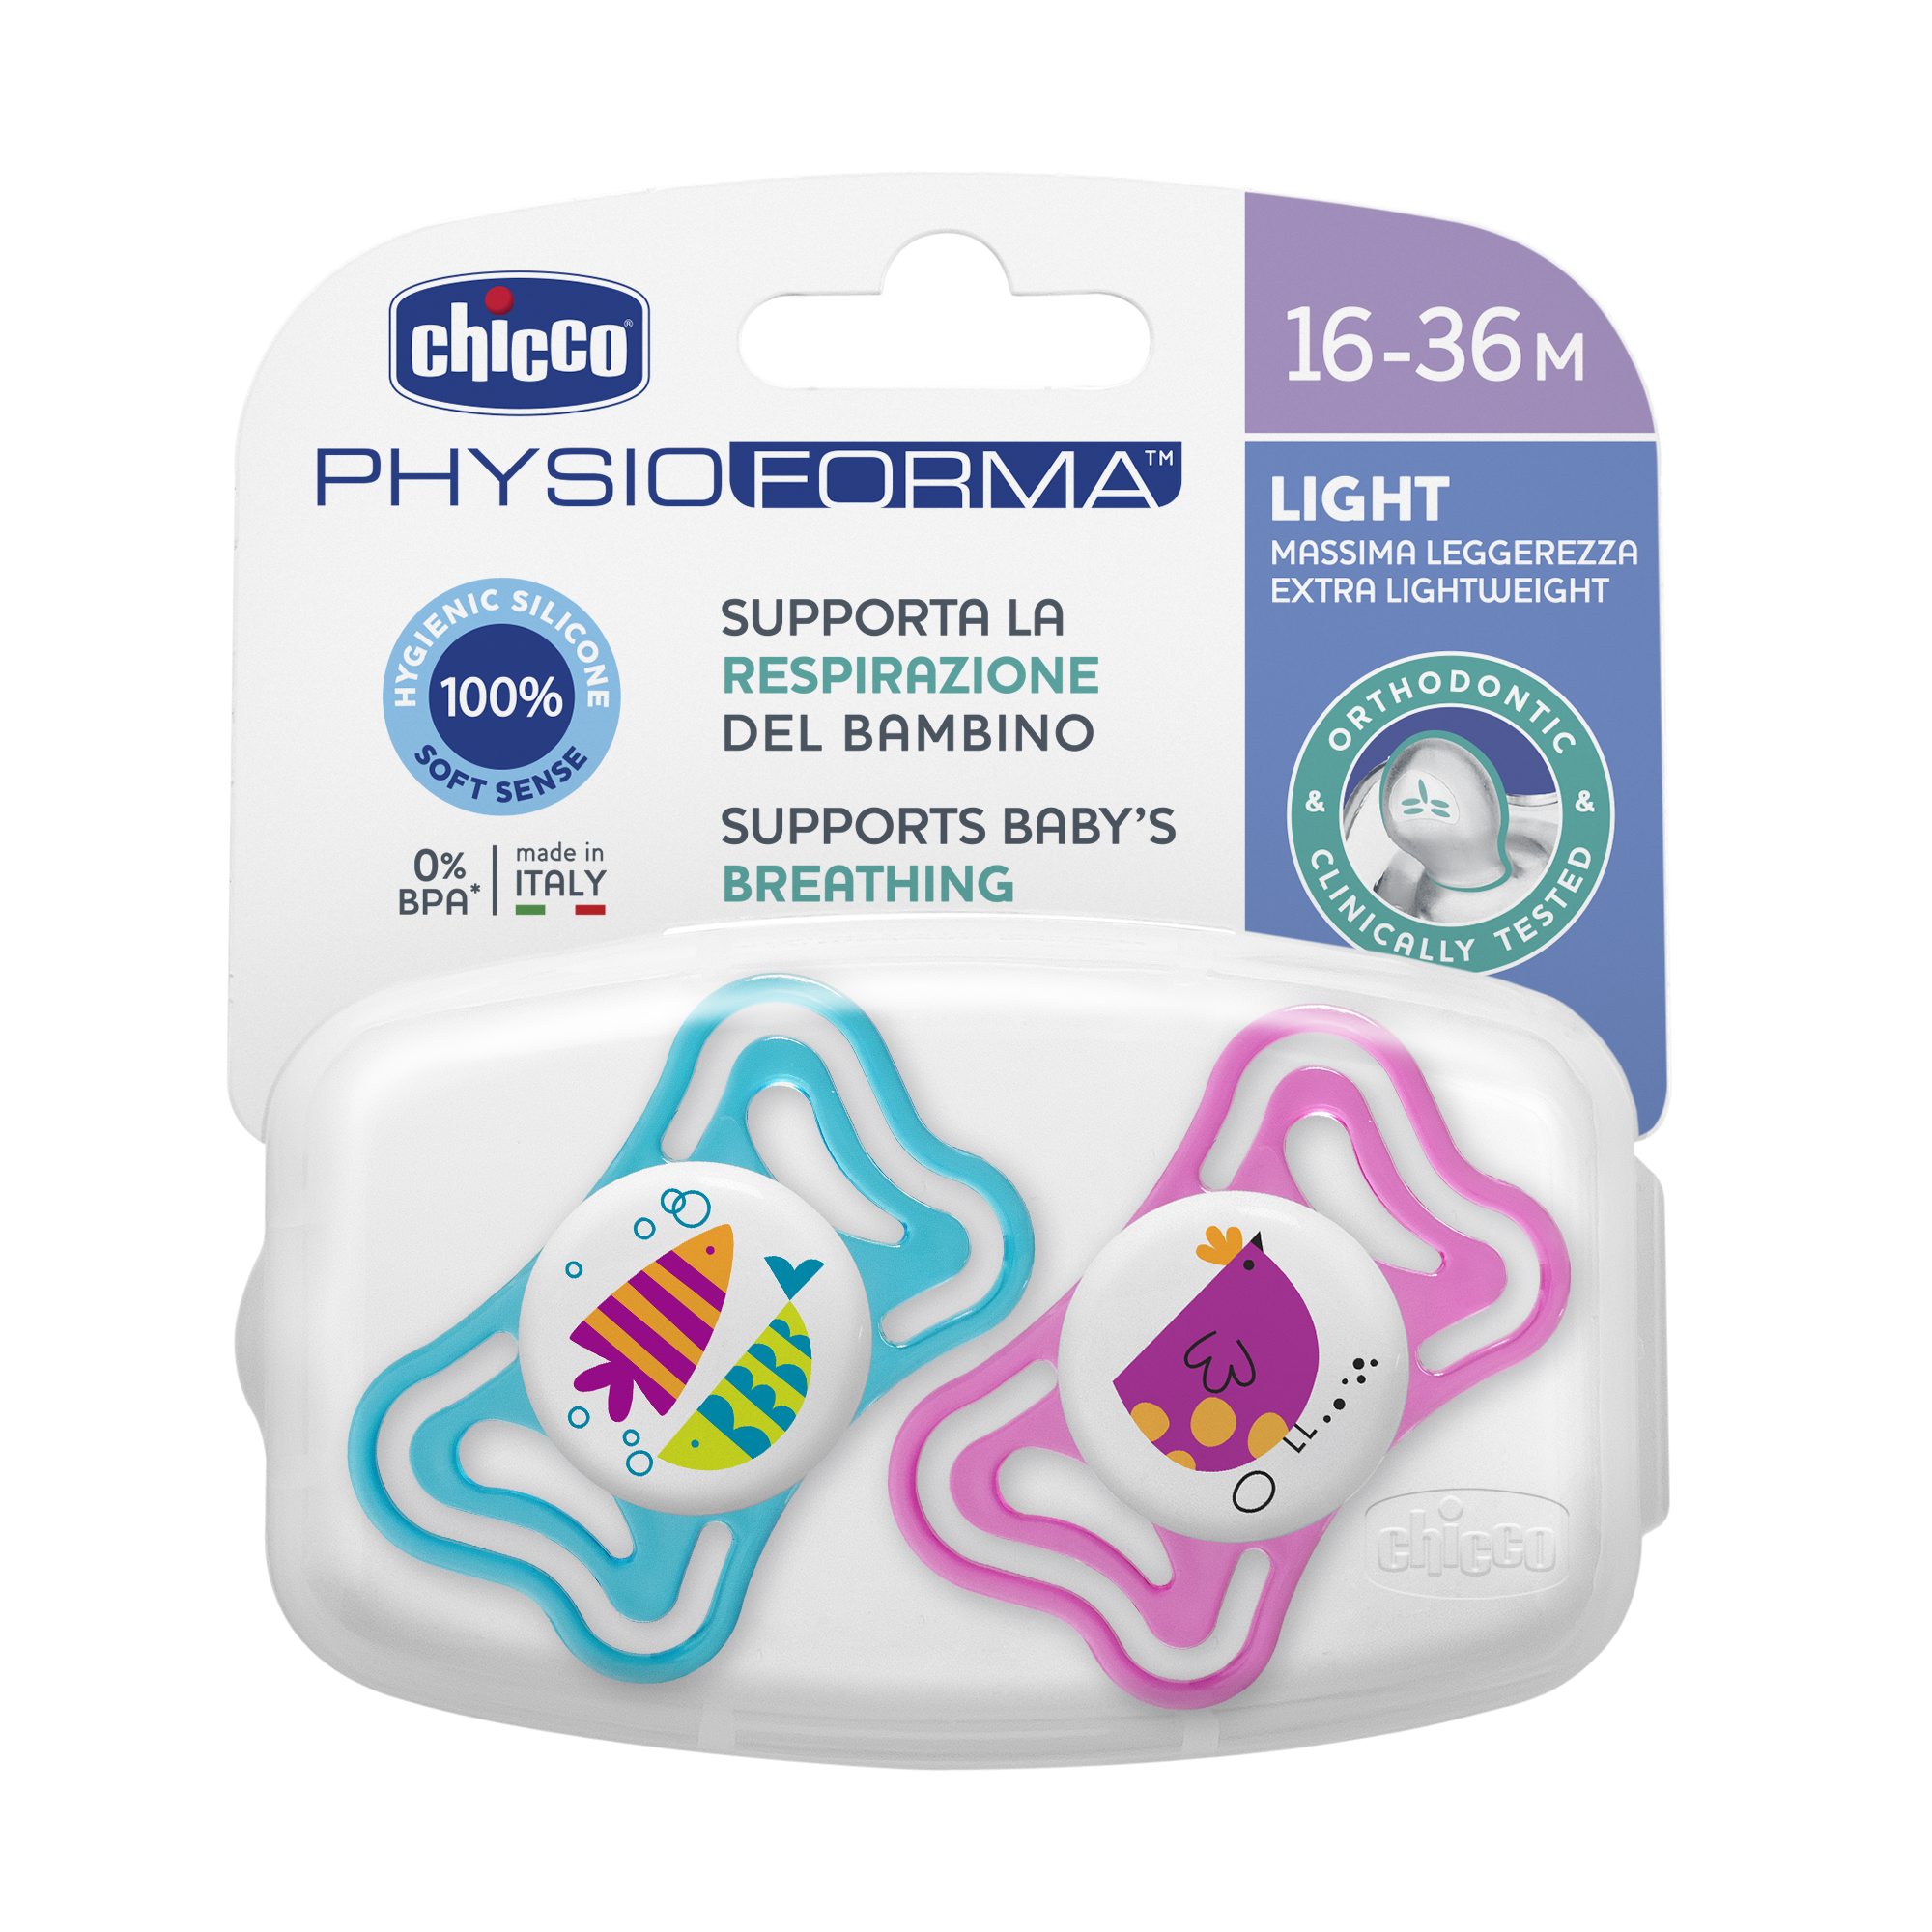 chicco®
PHYSIOFORMA™
16-36M
LIGHT
MASSIMA LEGGEREZZA
EXTRA LIGHTWEIGHT
HYGIENIC SILICONE
100%
SOFT SENSE
0%
BPA*
made in
ITALY
SUPPORTA LA
RESPIRAZIONE
DEL BAMBINO
SUPPORTS BABY'S
BREATHING
ORTHODONTIC
& &
CLINICALLY TESTED
chicco